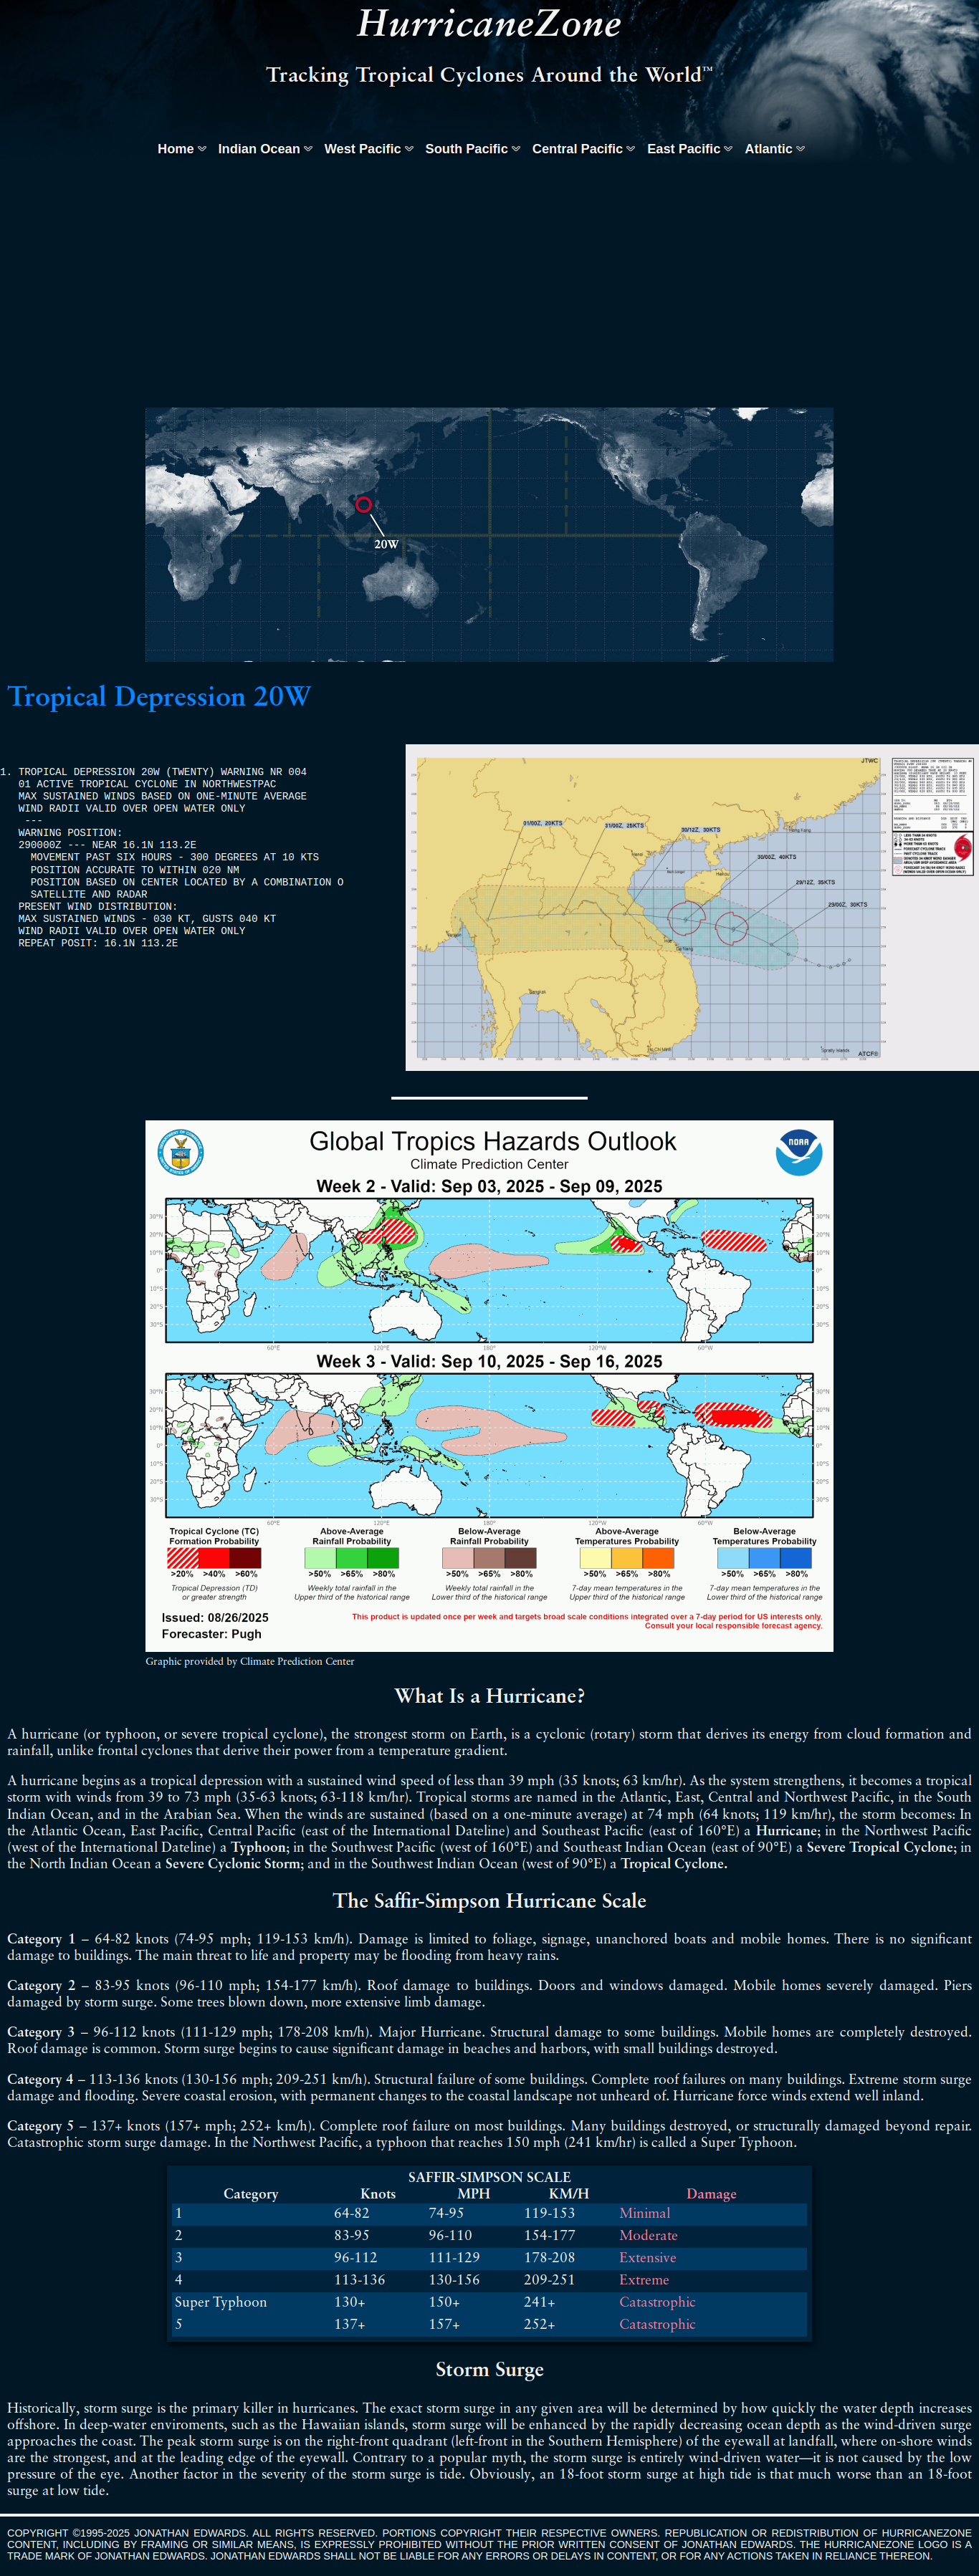 HurricaneZone
Tracking Tropical Cyclones Around the World™
Home Indian Ocean West Pacific South Pacific Central Pacific East Pacific Atlantic
20W
Tropical Depression 20W
1. TROPICAL DEPRESSION 20W (TWENTY) WARNING NR 004
01 ACTIVE TROPICAL CYCLONE IN NORTHWESTPAC
MAX SUSTAINED WINDS BASED ON ONE-MINUTE AVERAGE
WIND RADII VALID OVER OPEN WATER ONLY
---
WARNING POSITION:
290000Z --- NEAR 16.1N 113.2E
MOVEMENT PAST SIX HOURS - 300 DEGREES AT 10 KTS
POSITION ACCURATE TO WITHIN 020 NM
POSITION BASED ON CENTER LOCATED BY A COMBINATION O
SATELLITE AND RADAR
PRESENT WIND DISTRIBUTION:
MAX SUSTAINED WINDS - 030 KT, GUSTS 040 KT
WIND RADII VALID OVER OPEN WATER ONLY
REPEAT POSIT: 16.1N 113.2E
JTWC
01/00Z, 20KTS
31/00Z, 25KTS
30/12Z, 30KTS
30/00Z, 40KTS
29/12Z, 35KTS
29/00Z, 30KTS
Hong Kong
Hanoi
Da Nang
Bangkok
ATCF®
Global Tropics Hazards Outlook
Climate Prediction Center
NOAA
Week 2 - Valid: Sep 03, 2025 - Sep 09, 2025
30°N 30°N
20°N 20°N
10°N 10°N
0° 0°
10°S 10°S
20°S 20°S
30°S 30°S
60°E 120°E 180° 120°W 60°W
Week 3 - Valid: Sep 10, 2025 - Sep 16, 2025
30°N 30°N
20°N 20°N
10°N 10°N
0° 0°
10°S 10°S
20°S 20°S
30°S 30°S
60°E 120°E 180° 120°W 60°W
Tropical Cyclone (TC) Above-Average Below-Average Above-Average Below-Average
Formation Probability Rainfall Probability Rainfall Probability Temperatures Probability Temperatures Probability
>20% >40% >60% >50% >65% >80% >50% >65% >80% >50% >65% >80% >50% >65% >80%
Tropical Depression (TD) Weekly total rainfall in the Weekly total rainfall in the 7-day mean temperatures in the 7-day mean temperatures in the
or greater strength Upper third of the historical range Lower third of the historical range Upper third of the historical range Lower third of the historical range
Issued: 08/26/2025
Forecaster: Pugh
This product is updated once per week and targets broad scale conditions integrated over a 7-day period for US interests only.
Consult your local responsible forecast agency.
Graphic provided by Climate Prediction Center
What Is a Hurricane?
A hurricane (or typhoon, or severe tropical cyclone), the strongest storm on Earth, is a cyclonic (rotary) storm that derives its energy from cloud formation and
rainfall, unlike frontal cyclones that derive their power from a temperature gradient.
A hurricane begins as a tropical depression with a sustained wind speed of less than 39 mph (35 knots; 63 km/hr). As the system strengthens, it becomes a tropical
storm with winds from 39 to 73 mph (35-63 knots; 63-118 km/hr). Tropical storms are named in the Atlantic, East, Central and Northwest Pacific, in the South
Indian Ocean, and in the Arabian Sea. When the winds are sustained (based on a one-minute average) at 74 mph (64 knots; 119 km/hr), the storm becomes: In
the Atlantic Ocean, East Pacific, Central Pacific (east of the International Dateline) and Southeast Pacific (east of 160°E) a Hurricane; in the Northwest Pacific
(west of the International Dateline) a Typhoon; in the Southwest Pacific (west of 160°E) and Southeast Indian Ocean (east of 90°E) a Severe Tropical Cyclone; in
the North Indian Ocean a Severe Cyclonic Storm; and in the Southwest Indian Ocean (west of 90°E) a Tropical Cyclone.
The Saffir-Simpson Hurricane Scale
Category 1 – 64-82 knots (74-95 mph; 119-153 km/h). Damage is limited to foliage, signage, unanchored boats and mobile homes. There is no significant
damage to buildings. The main threat to life and property may be flooding from heavy rains.
Category 2 – 83-95 knots (96-110 mph; 154-177 km/h). Roof damage to buildings. Doors and windows damaged. Mobile homes severely damaged. Piers
damaged by storm surge. Some trees blown down, more extensive limb damage.
Category 3 – 96-112 knots (111-129 mph; 178-208 km/h). Major Hurricane. Structural damage to some buildings. Mobile homes are completely destroyed.
Roof damage is common. Storm surge begins to cause significant damage in beaches and harbors, with small buildings destroyed.
Category 4 – 113-136 knots (130-156 mph; 209-251 km/h). Structural failure of some buildings. Complete roof failures on many buildings. Extreme storm surge
damage and flooding. Severe coastal erosion, with permanent changes to the coastal landscape not unheard of. Hurricane force winds extend well inland.
Category 5 – 137+ knots (157+ mph; 252+ km/h). Complete roof failure on most buildings. Many buildings destroyed, or structurally damaged beyond repair.
Catastrophic storm surge damage. In the Northwest Pacific, a typhoon that reaches 150 mph (241 km/hr) is called a Super Typhoon.
SAFFIR-SIMPSON SCALE
Category Knots MPH KM/H Damage
1 64-82 74-95 119-153 Minimal
2 83-95 96-110 154-177 Moderate
3 96-112 111-129 178-208 Extensive
4 113-136 130-156 209-251 Extreme
Super Typhoon 130+ 150+ 241+ Catastrophic
5 137+ 157+ 252+ Catastrophic
Storm Surge
Historically, storm surge is the primary killer in hurricanes. The exact storm surge in any given area will be determined by how quickly the water depth increases
offshore. In deep-water enviroments, such as the Hawaiian islands, storm surge will be enhanced by the rapidly decreasing ocean depth as the wind-driven surge
approaches the coast. The peak storm surge is on the right-front quadrant (left-front in the Southern Hemisphere) of the eyewall at landfall, where on-shore winds
are the strongest, and at the leading edge of the eyewall. Contrary to a popular myth, the storm surge is entirely wind-driven water—it is not caused by the low
pressure of the eye. Another factor in the severity of the storm surge is tide. Obviously, an 18-foot storm surge at high tide is that much worse than an 18-foot
surge at low tide.
COPYRIGHT ©1995-2025 JONATHAN EDWARDS. ALL RIGHTS RESERVED. PORTIONS COPYRIGHT THEIR RESPECTIVE OWNERS. REPUBLICATION OR REDISTRIBUTION OF HURRICANEZONE
CONTENT, INCLUDING BY FRAMING OR SIMILAR MEANS, IS EXPRESSLY PROHIBITED WITHOUT THE PRIOR WRITTEN CONSENT OF JONATHAN EDWARDS. THE HURRICANEZONE LOGO IS A
TRADE MARK OF JONATHAN EDWARDS. JONATHAN EDWARDS SHALL NOT BE LIABLE FOR ANY ERRORS OR DELAYS IN CONTENT, OR FOR ANY ACTIONS TAKEN IN RELIANCE THEREON.